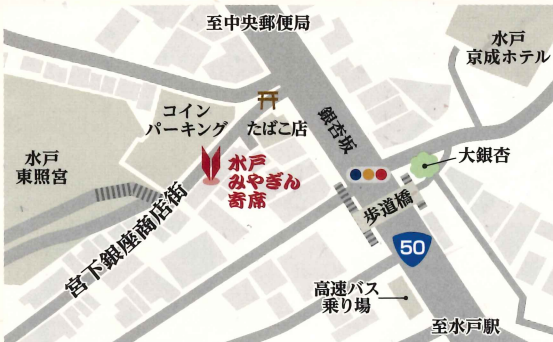 至中央郵便局
水戸
京成ホテル
コイン
パーキング
たばこ店
銀杏坂
水戸
東照宮
水戸
みやぎん
寄席
大銀杏
宮下銀座商店街
歩道橋
50
高速バス
乗り場
至水戸駅